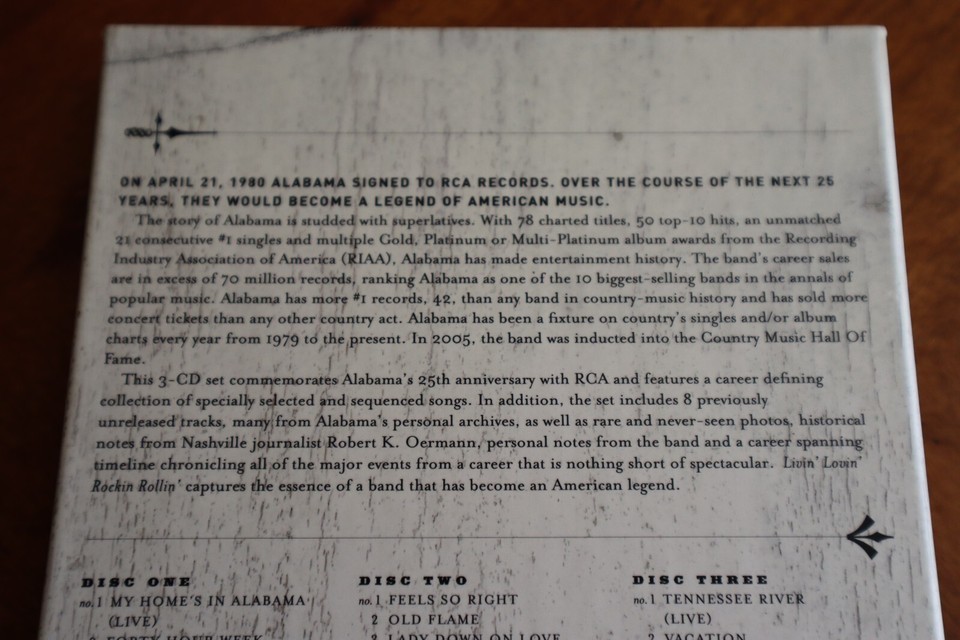 ON APRIL 21, 1980 ALABAMA SIGNED TO RCA RECORDS. OVER THE COURSE OF THE NEXT 25
YEARS, THEY WOULD BECOME A LEGEND OF AMERICAN MUSIC.
The story of Alabama is studded with superlatives. With 78 charted titles, 50 top-10 hits, an unmatched
21 consecutive #1 singles and multiple Gold, Platinum or Multi-Platinum album awards from the Recording
Industry Association of America (RIAA), Alabama has made entertainment history. The band's career sales
are in excess of 70 million records, ranking Alabama as one of the 10 biggest-selling bands in the annals of
popular music. Alabama has more #1 records, 42, than any band in country-music history and has sold more
concert tickets than any other country act. Alabama has been a fixture on country's singles and/or album
charts every year from 1979 to the present. In 2005, the band was inducted into the Country Music Hall Of
Fame.
This 3-CD set commemorates Alabama's 25th anniversary with RCA and features a career defining
collection of specially selected and sequenced songs. In addition, the set includes 8 previously
unreleased tracks, many from Alabama's personal archives, as well as rare and never-seen photos, historical
notes from Nashville journalist Robert K. Oermann, personal notes from the band and a career spanning
timeline chronicling all of the major events from a career that is nothing short of spectacular. Livin' Lovin'
Rockin Rollin' captures the essence of a band that has become an American legend.
DISC ONE
no.1 MY HOME'S IN ALABAMA
(LIVE)
2 FORTY HOUR WEEK
DISC TWO
no.1 FEELS SO RIGHT
2 OLD FLAME
3 LADY DOWN ON LOVE
DISC THREE
no.1 TENNESSEE RIVER
(LIVE)
2 VACATION